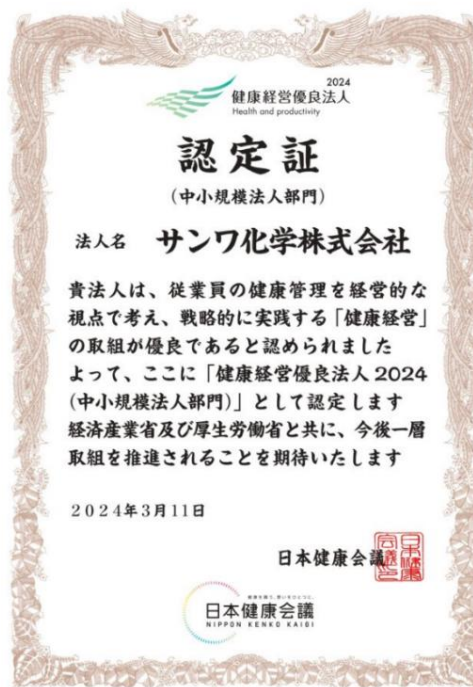 2024
健康経営優良法人
Health and productivity
認定証
(中小規模法人部門)
法人名 サンワ化学株式会社
貴法人は、従業員の健康管理を経営的な
視点で考え、戦略的に実践する「健康経営」
の取組が優良であると認められました
よって、ここに「健康経営優良法人2024
(中小規模法人部門)」として認定します
経済産業省及び厚生労働省と共に、今後一層
取組を推進されることを期待いたします
2024年3月11日
日本健康会議
日本健康会議
NIPPON KENKO KAIGI